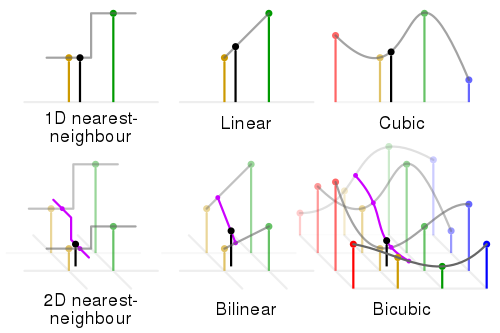 1D nearest-
neighbour
Linear
Cubic
2D nearest-
neighbour
Bilinear
Bicubic